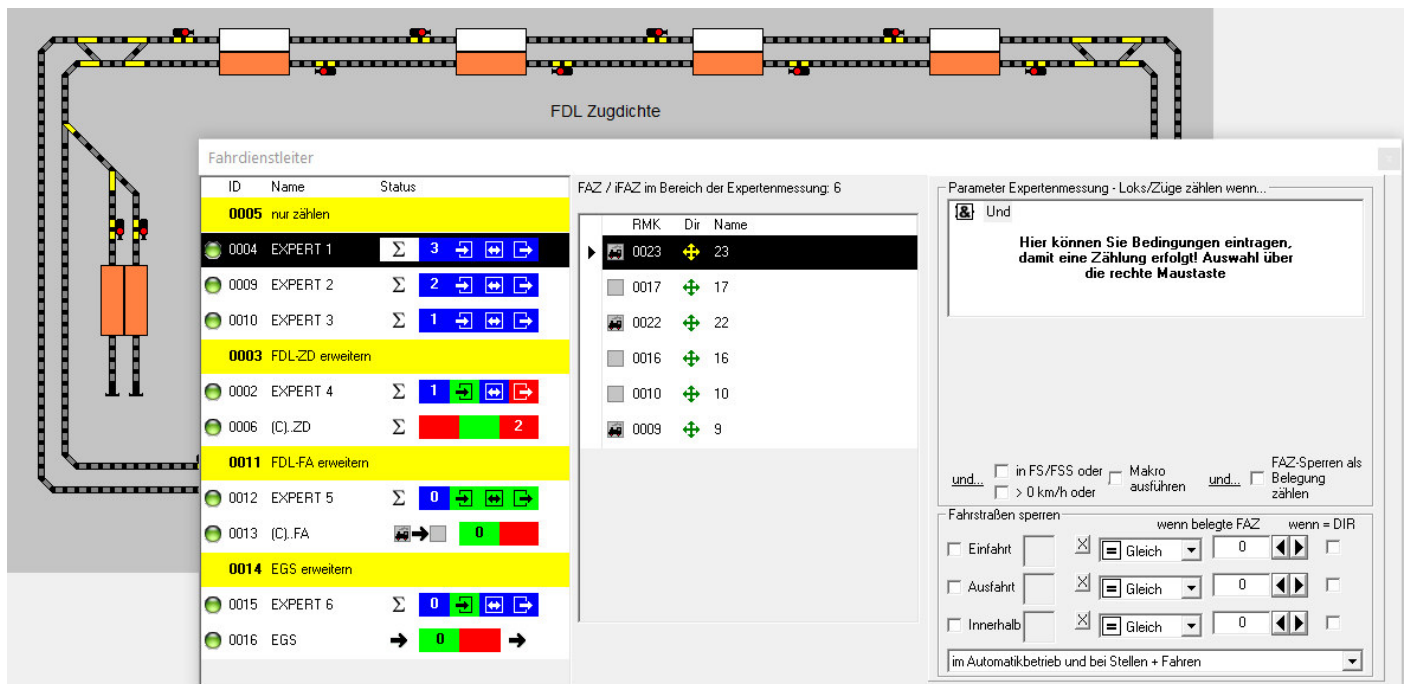 FDL Zugdichte
Fahrdienstleiter
x
ID Name Status
0005 nur zählen
0004 EXPERT 1 Σ 3
0009 EXPERT 2 Σ 2
0010 EXPERT 3 Σ 1
0003 FDL-ZD erweitern
0002 EXPERT 4 Σ 1
0006 (C)..ZD Σ 2
0011 FDL-FA erweitern
0012 EXPERT 5 Σ 0
0013 (C)..FA 0
0014 EGS erweitern
0015 EXPERT 6 Σ 0
0016 EGS 0
FAZ / iFAZ im Bereich der Expertenmessung: 6
RMK Dir Name
0023 23
0017 17
0022 22
0016 16
0010 10
0009 9
Parameter Expertenmessung - Loks/Züge zählen wenn...
& Und
Hier können Sie Bedingungen eintragen,
damit eine Zählung erfolgt! Auswahl über
die rechte Maustaste
und... in FS/FSS oder
> 0 km/h oder
Makro
ausführen
und... FAZ-Sperren als
Belegung
zählen
Fahrstraßen sperren wenn belegte FAZ wenn = DIR
Einfahrt X = Gleich 0
Ausfahrt X = Gleich 0
Innerhalb X = Gleich 0
im Automatikbetrieb und bei Stellen + Fahren